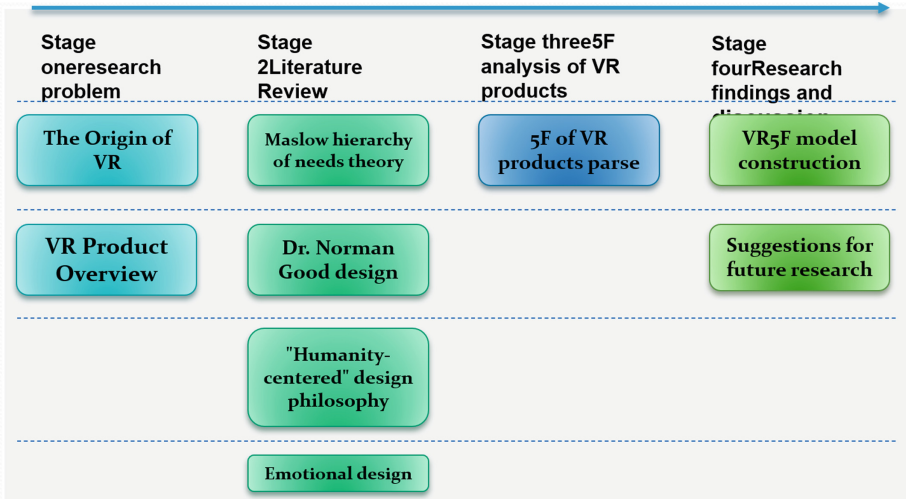 Stage
oneresearch
problem
Stage
2Literature
Review
Stage three5F
analysis of VR
products
Stage
fourResearch
findings and
discussion
The Origin of
VR
Maslow hierarchy
of needs theory
5F of VR
products parse
VR5F model
construction
VR Product
Overview
Dr. Norman
Good design
Suggestions for
future research
"Humanity-
centered" design
philosophy
Emotional design